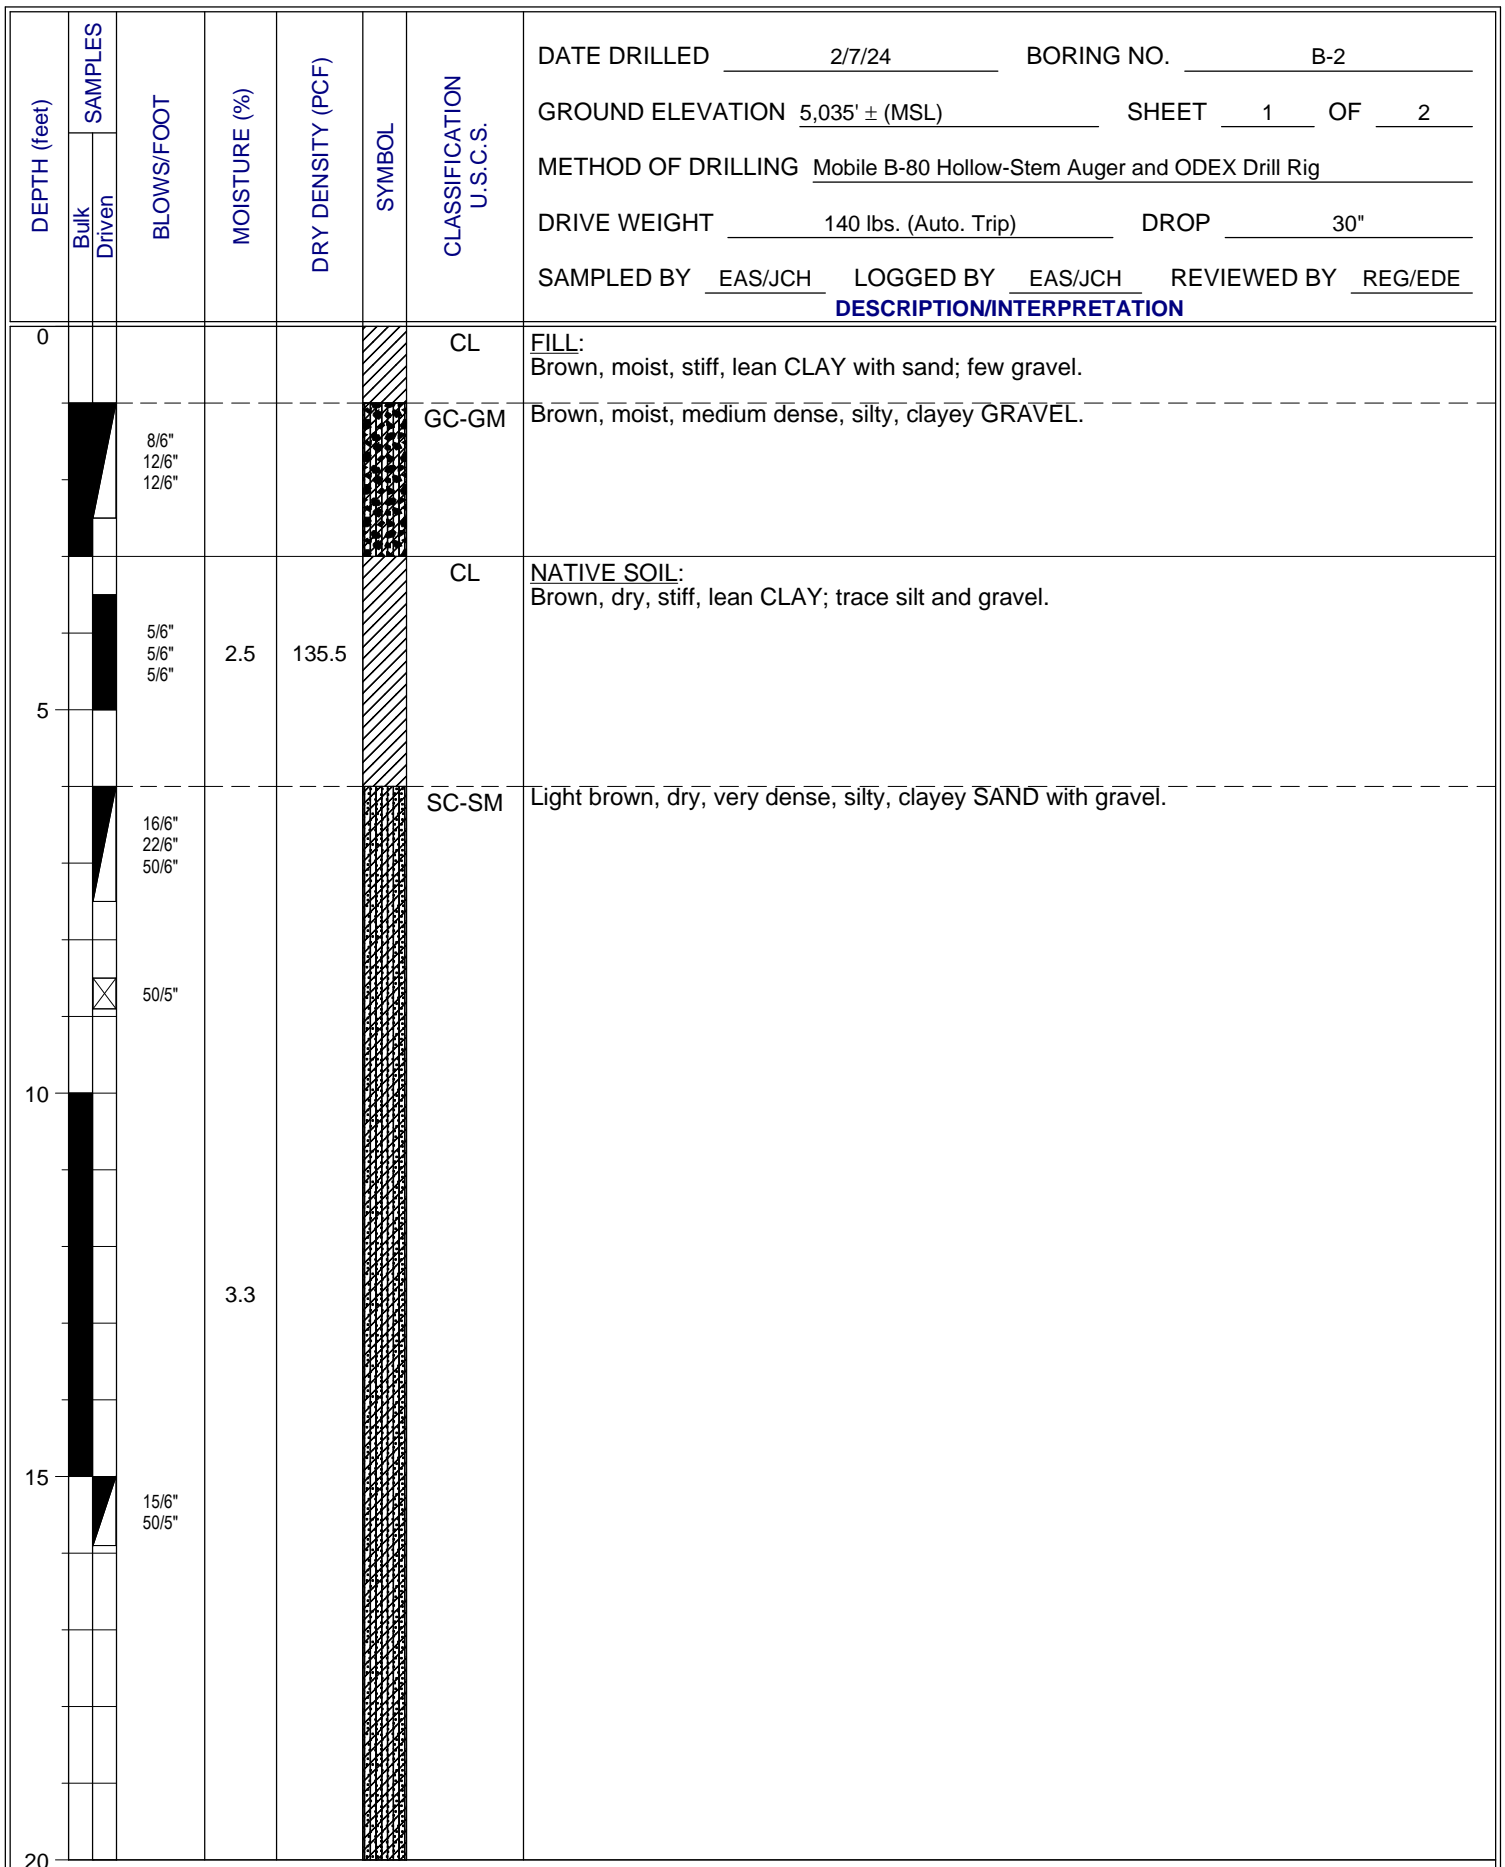 DEPTH (feet)
SAMPLES
Bulk
Driven
BLOWS/FOOT
MOISTURE (%)
DRY DENSITY (PCF)
SYMBOL
CLASSIFICATION
U.S.C.S.
DATE DRILLED 2/7/24 BORING NO. B-2
GROUND ELEVATION 5,035' ± (MSL) SHEET 1 OF 2
METHOD OF DRILLING Mobile B-80 Hollow-Stem Auger and ODEX Drill Rig
DRIVE WEIGHT 140 lbs. (Auto. Trip) DROP 30"
SAMPLED BY EAS/JCH LOGGED BY EAS/JCH REVIEWED BY REG/EDE
DESCRIPTION/INTERPRETATION
0 CL FILL:
Brown, moist, stiff, lean CLAY with sand; few gravel.
GC-GM Brown, moist, medium dense, silty, clayey GRAVEL.
8/6"
12/6"
12/6"
CL NATIVE SOIL:
Brown, dry, stiff, lean CLAY; trace silt and gravel.
5/6"
5/6" 2.5 135.5
5/6"
5
SC-SM Light brown, dry, very dense, silty, clayey SAND with gravel.
16/6"
22/6"
50/6"
50/5"
10
3.3
15
15/6"
50/5"
20